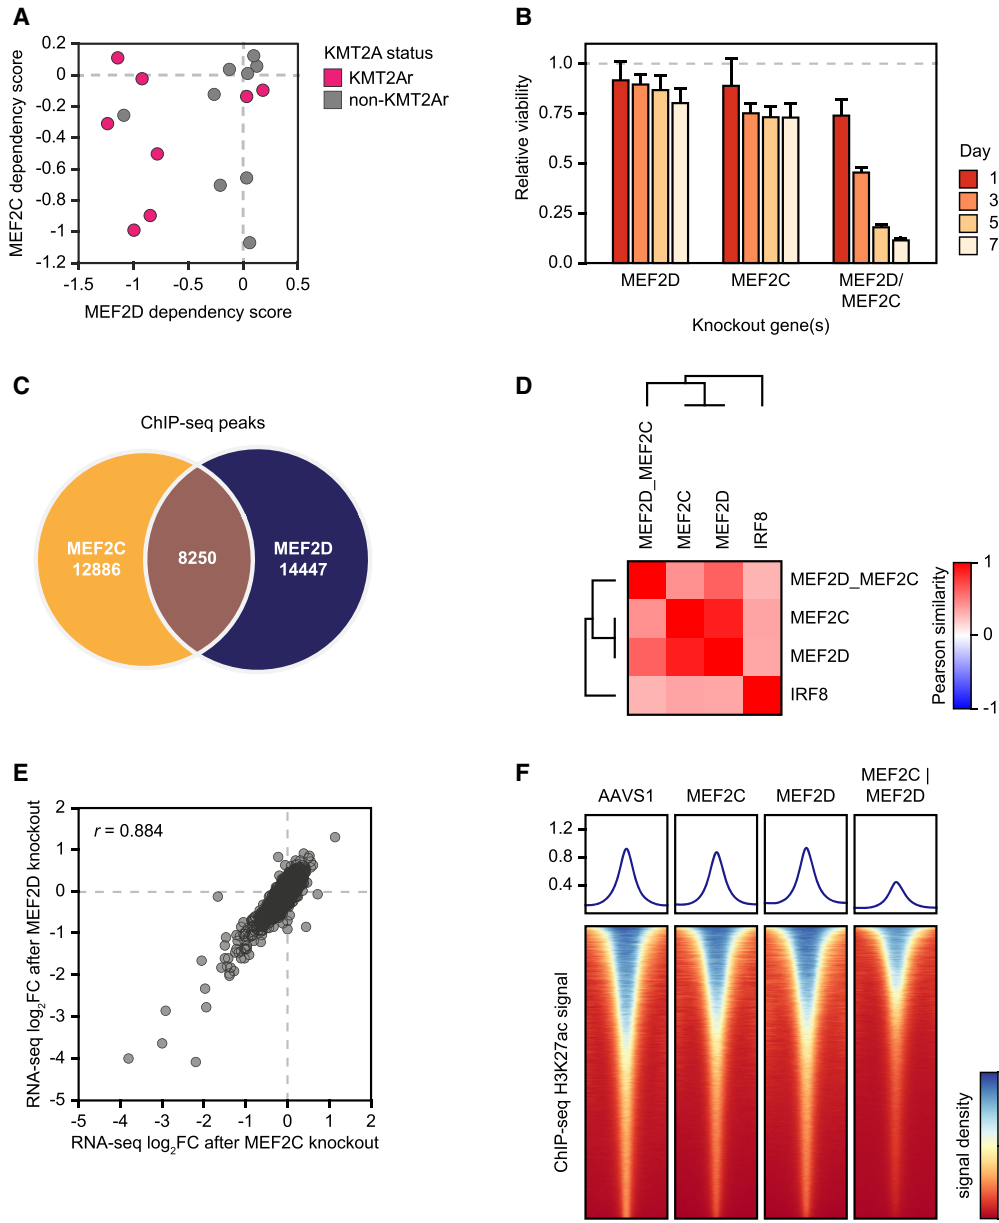 A
MEF2C dependency score
0.2
0
-0.2
-0.4
-0.6
-0.8
-1
-1.2
-1.5
-1
-0.5
0
0.5
MEF2D dependency score
KMT2A status
KMT2Ar
non-KMT2Ar
B
Relative viability
1.0
0.75
0.5
0.25
0.0
MEF2D
MEF2C
MEF2D/
MEF2C
Knockout gene(s)
Day
1
3
5
7
C
ChIP-seq peaks
MEF2C
12886
8250
MEF2D
14447
D
MEF2D_MEF2C
MEF2C
MEF2D
IRF8
MEF2D_MEF2C
MEF2C
MEF2D
IRF8
Pearson similarity
1
0
-1
E
RNA-seq log2FC after MEF2D knockout
2
1
0
-1
-2
-3
-4
-5
r = 0.884
-5
-4
-3
-2
-1
0
1
2
RNA-seq log2FC after MEF2C knockout
F
AAVS1
MEF2C
MEF2D
MEF2C |
MEF2D
1.2
0.8
0.4
ChIP-seq H3K27ac signal
signal density